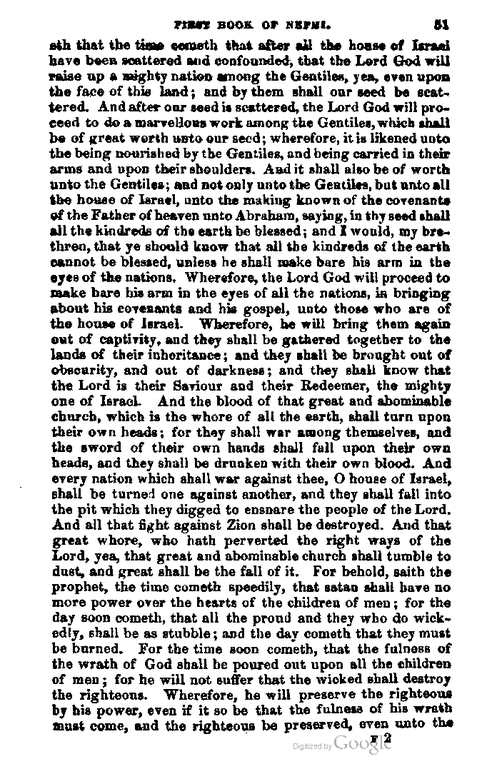 FIRST BOOK OF NEPHI. 51
eth that the time cometh that after all the house of Israel
have been scattered and confounded, that the Lord God will
raise up a mighty nation among the Gentiles, yea, even upon
the face of this land; and by them shall our seed be scat-
tered. And after our seed is scattered, the Lord God will pro-
ceed to do a marvellous work among the Gentiles, which shall
be of great worth unto our seed; wherefore, it is likened unto
the being nourished by the Gentiles, and being carried in their
arms and upon their shoulders. And it shall also be of worth
unto the Gentiles; and not only unto the Gentiles, but unto all
the house of Israel, unto the making known of the covenants
of the Father of heaven unto Abraham, saying, in thy seed shall
all the kindreds of the earth be blessed; and I would, my bre-
thren, that ye should know that all the kindreds of the earth
cannot be blessed, unless he shall make bare his arm in the
eyes of the nations. Wherefore, the Lord God will proceed to
make bare his arm in the eyes of all the nations, in bringing
about his covenants and his gospel, unto those who are of
the house of Israel. Wherefore, he will bring them again
out of captivity, and they shall be gathered together to the
lands of their inheritance; and they shall be brought out of
obscurity, and out of darkness; and they shall know that
the Lord is their Saviour and their Redeemer, the mighty
one of Israel. And the blood of that great and abominable
church, which is the whore of all the earth, shall turn upon
their own heads; for they shall war among themselves, and
the sword of their own hands shall fall upon their own
heads, and they shall be drunken with their own blood. And
every nation which shall war against thee, O house of Israel,
shall be turned one against another, and they shall fall into
the pit which they digged to ensnare the people of the Lord.
And all that fight against Zion shall be destroyed. And that
great whore, who hath perverted the right ways of the
Lord, yea, that great and abominable church shall tumble to
dust, and great shall be the fall of it. For behold, saith the
prophet, the time cometh speedily, that satan shall have no
more power over the hearts of the children of men; for the
day soon cometh, that all the proud and they who do wick-
edly, shall be as stubble; and the day cometh that they must
be burned. For the time soon cometh, that the fulness of
the wrath of God shall be poured out upon all the children
of men; for he will not suffer that the wicked shall destroy
the righteous. Wherefore, he will preserve the righteous
by his power, even if it so be that the fulness of his wrath
must come, and the righteous be preserved, even unto the
F 2
Digitized by Google